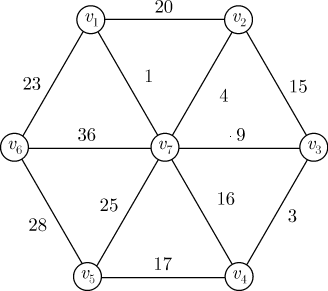 20
v₁ v₂
23 1 4 15
36 9
v₆ v₇ v₃
28 25 16 3
17
v₅ v₄